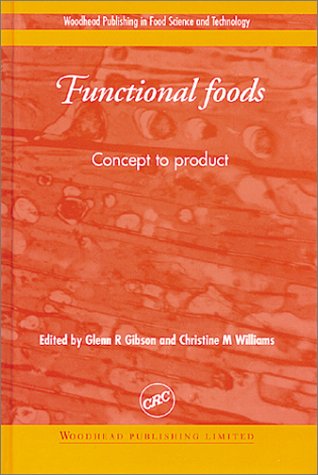 Woodhead Publishing in Food Science and Technology
Functional foods
Concept to product
Edited by Glenn R Gibson and Christine M Williams
CRC
WOODHEAD PUBLISHING LIMITED